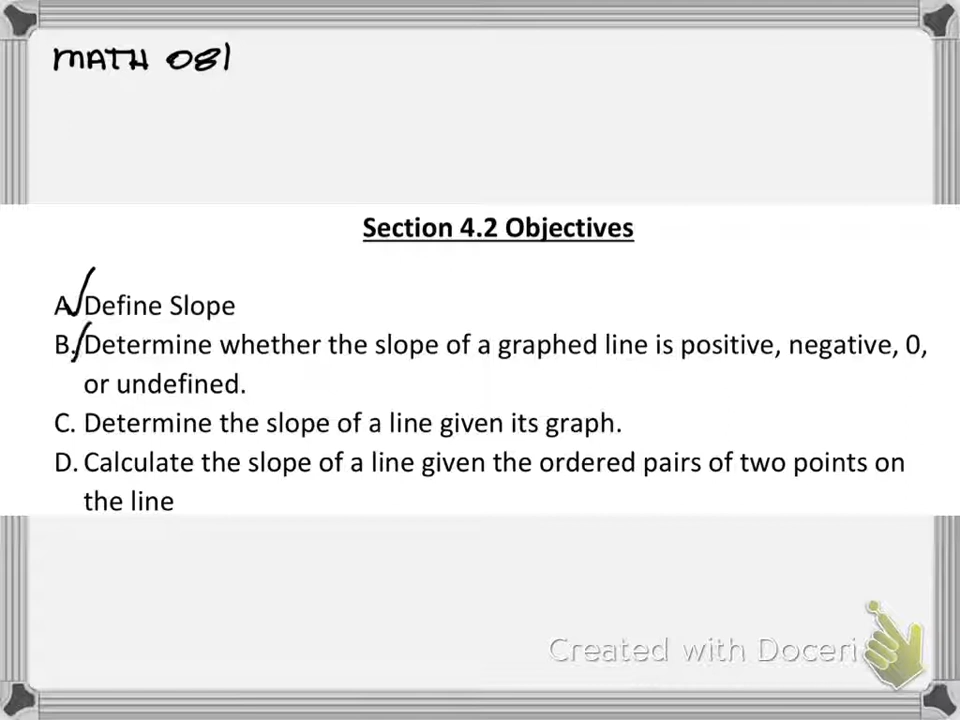 MATH 081
Section 4.2 Objectives
A. Define Slope
B. Determine whether the slope of a graphed line is positive, negative, 0,
or undefined.
C. Determine the slope of a line given its graph.
D. Calculate the slope of a line given the ordered pairs of two points on
the line
Created with Doceri